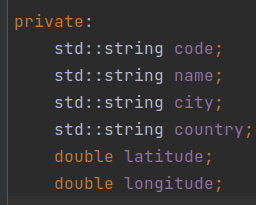 private:
    std::string code;
    std::string name;
    std::string city;
    std::string country;
    double latitude;
    double longitude;